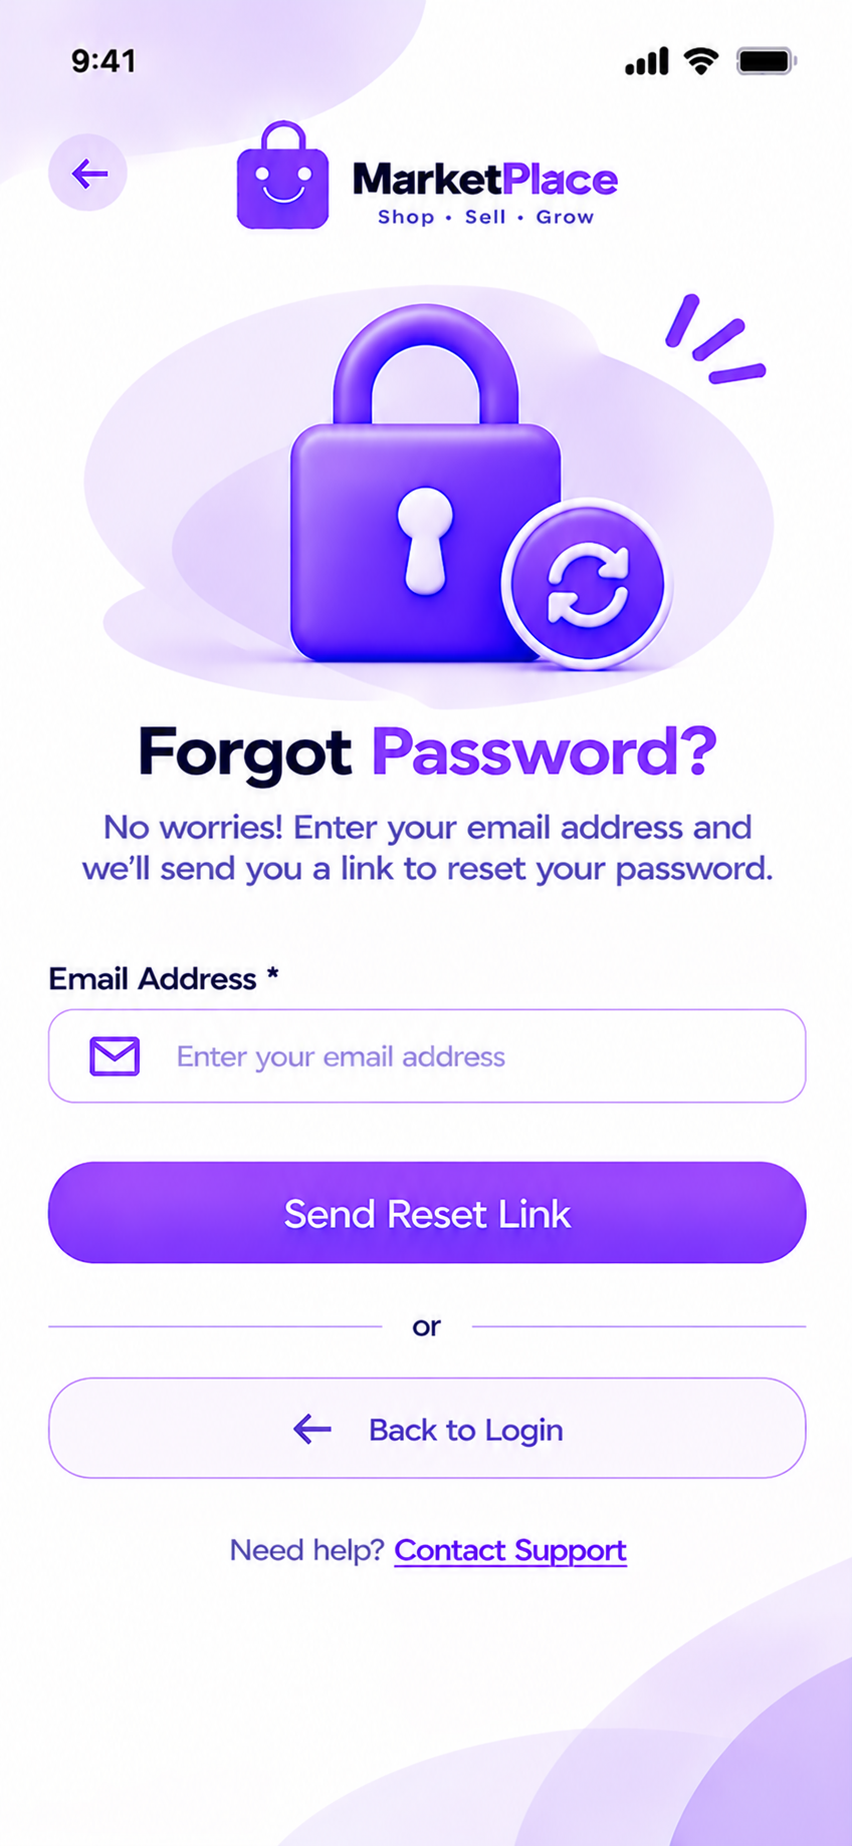 9:41
MarketPlace
Shop • Sell • Grow
Forgot Password?
No worries! Enter your email address and
we’ll send you a link to reset your password.
Email Address *
Enter your email address
Send Reset Link
or
Back to Login
Need help? Contact Support